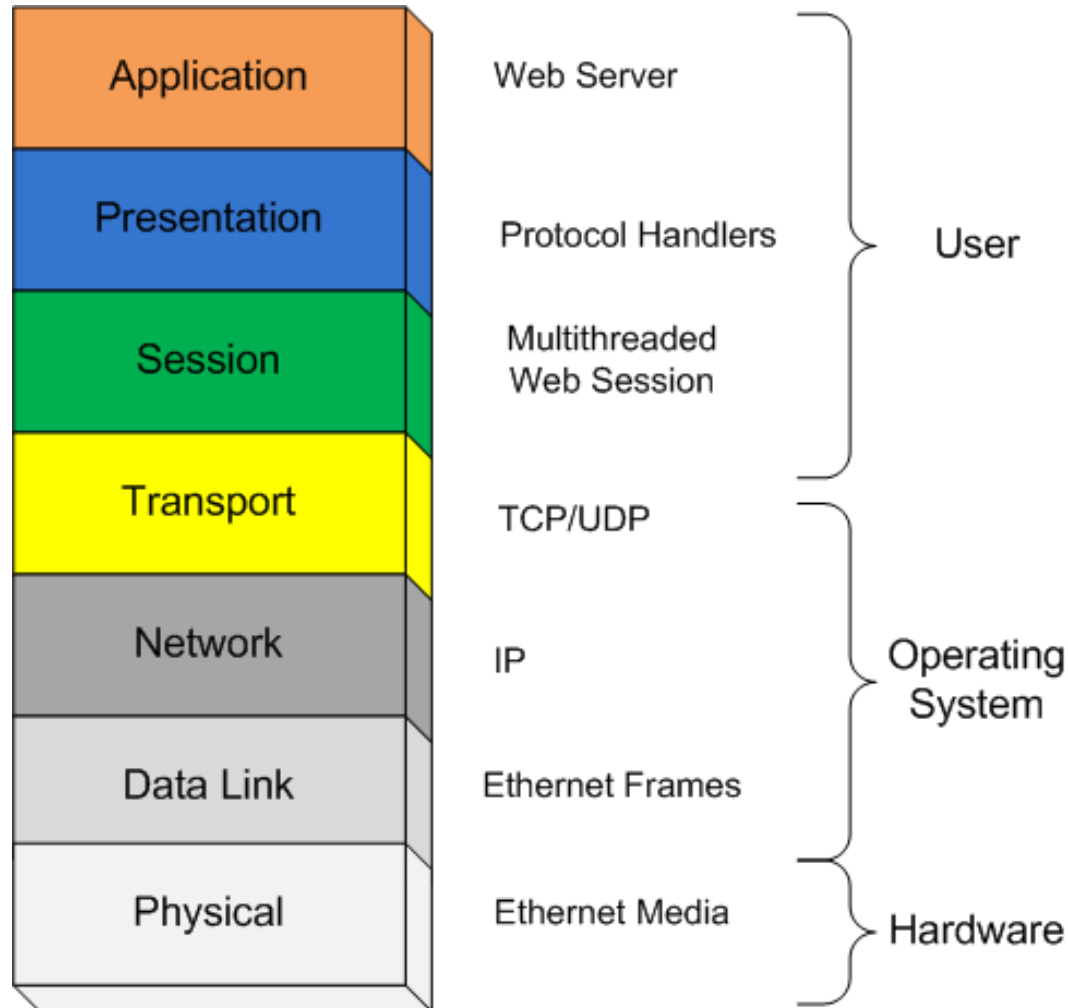 Application
Web Server
Presentation
Protocol Handlers
User
Session
Multithreaded
Web Session
Transport
TCP/UDP
Network
IP
Operating
System
Data Link
Ethernet Frames
Physical
Ethernet Media
Hardware